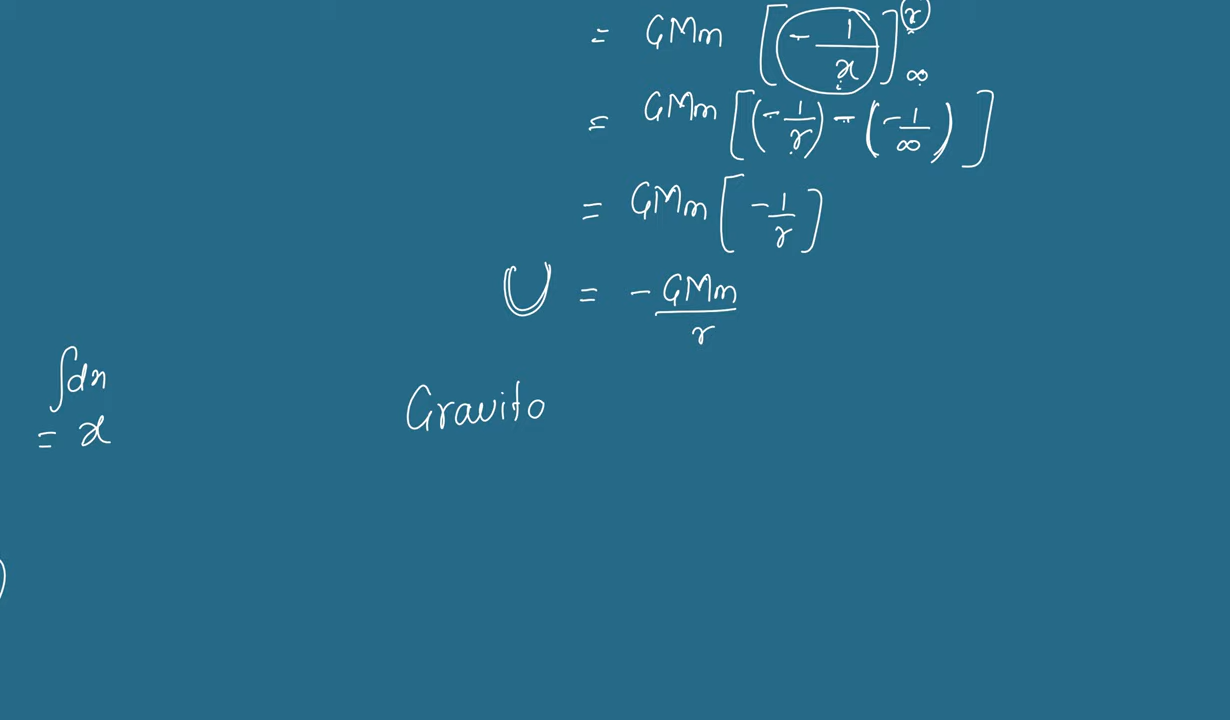 = GMm [-1/x]^r_∞
= GMm [(-1/r) - (-1/∞)]
= GMm [-1/r]
U = -GMm/r
∫dx
= x
Gravito